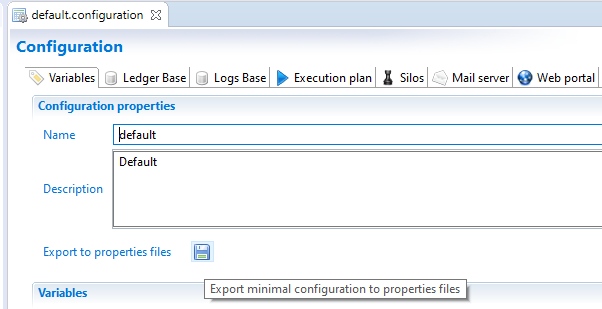 default.configuration
Configuration
Variables Ledger Base Logs Base Execution plan Silos Mail server Web portal
Configuration properties
Name default
Description Default
Export to properties files
Export minimal configuration to properties files
Variables